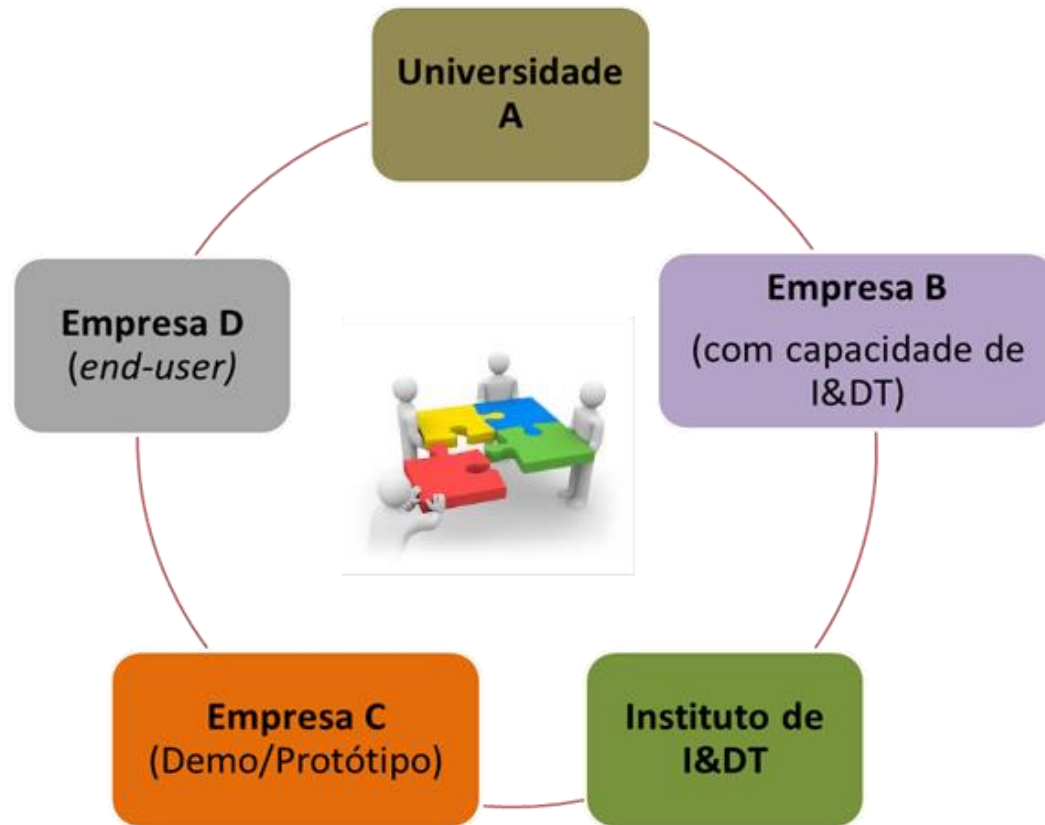 Universidade
A
Empresa B
(com capacidade de
I&DT)
Instituto de
I&DT
Empresa C
(Demo/Protótipo)
Empresa D
(end-user)